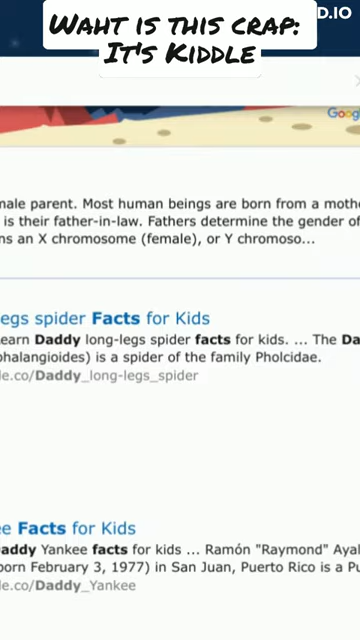 WAHT IS THIS CRAP:
D.IO
IT'S KIDDLE
Goog
male parent. Most human beings are born from a moth
is their father-in-law. Fathers determine the gender of
ns an X chromosome (female), or Y chromoso...
egs spider Facts for Kids
earn Daddy long-legs spider facts for kids. ... The Da
phalangioides) is a spider of the family Pholcidae.
le.co/Daddy_long-legs_spider
ee Facts for Kids
addy Yankee facts for kids ... Ramón "Raymond" Ayal
born February 3, 1977) in San Juan, Puerto Rico is a Pu
le.co/Daddy_Yankee